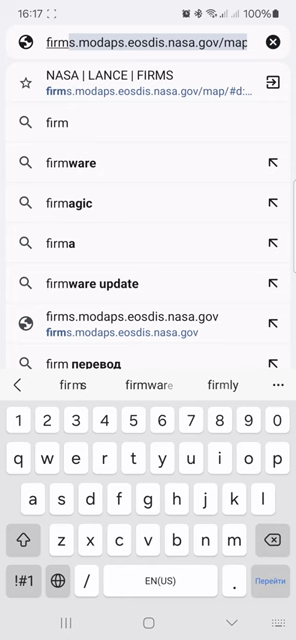 16:17
100%
firms.modaps.eosdis.nasa.gov/map
NASA | LANCE | FIRMS
firms.modaps.eosdis.nasa.gov/map/#d:...
firm
firmware
firmagic
firma
firmware update
firms.modaps.eosdis.nasa.gov
firms.modaps.eosdis.nasa.gov
firm перевод
firms firmware firmly
1 2 3 4 5 6 7 8 9 0
q w e r t y u i o p
a s d f g h j k l
z x c v b n m
!#1 / EN(US) . Перейти